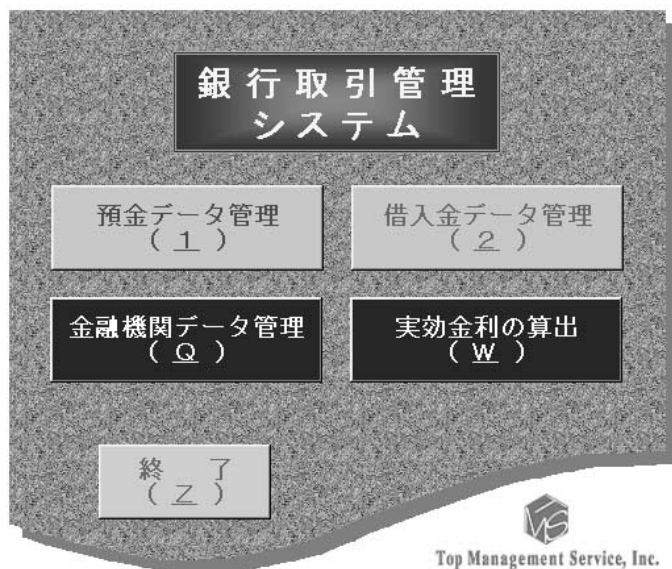 銀行取引管理
システム
預金データ管理
( 1 )
借入金データ管理
( 2 )
金融機関データ管理
( Q )
実効金利の算出
( W )
終 了
( Z )
TMS
Top Management Service, Inc.